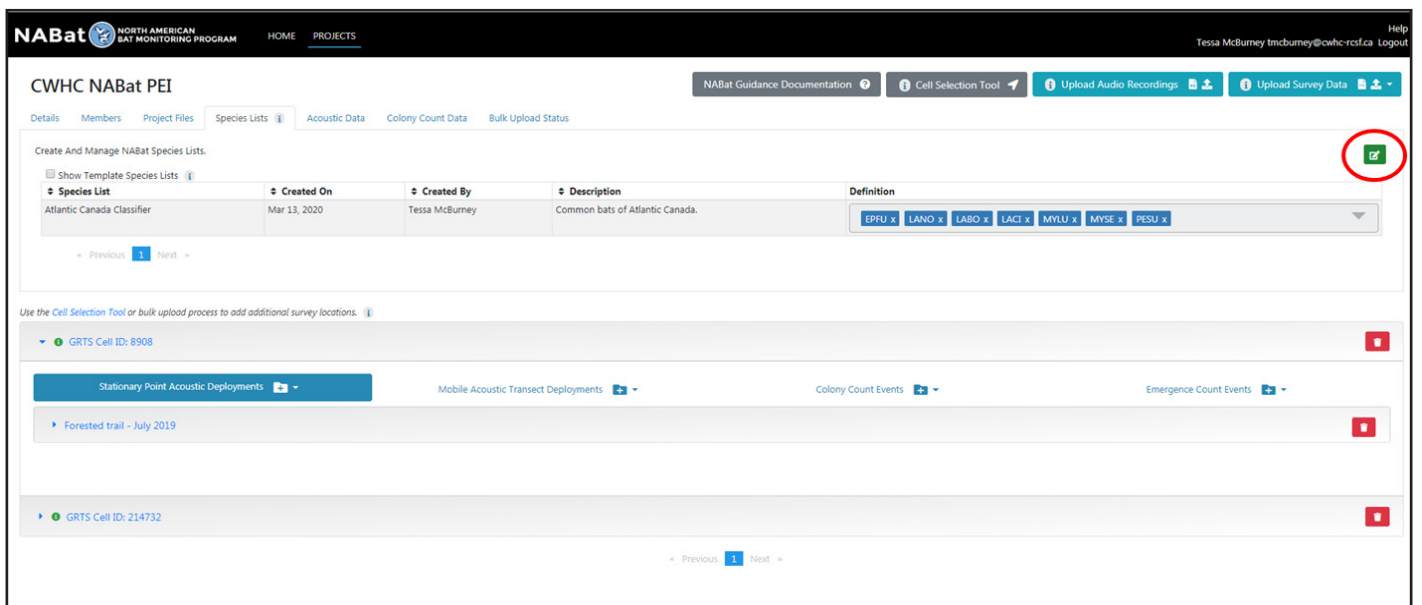 NABat NORTH AMERICAN BAT MONITORING PROGRAM HOME PROJECTS
Help
Tessa McBurney tmcburney@cwhc-rcsf.ca Logout
CWHC NABat PEI
NABat Guidance Documentation ? Cell Selection Tool Upload Audio Recordings Upload Survey Data
Details Members Project Files Species Lists Acoustic Data Colony Count Data Bulk Upload Status
Create And Manage NABat Species Lists.
Show Template Species Lists
Species List Created On Created By Description Definition
Atlantic Canada Classifier Mar 13, 2020 Tessa McBurney Common bats of Atlantic Canada. EPFU x LANO x LABO x LACI x MYLU x MYSE x PESU x
« Previous 1 Next »
Use the Cell Selection Tool or bulk upload process to add additional survey locations.
GRTS Cell ID: 8908
Stationary Point Acoustic Deployments Mobile Acoustic Transect Deployments Colony Count Events Emergence Count Events
Forested trail - July 2019
GRTS Cell ID: 214732
« Previous 1 Next »